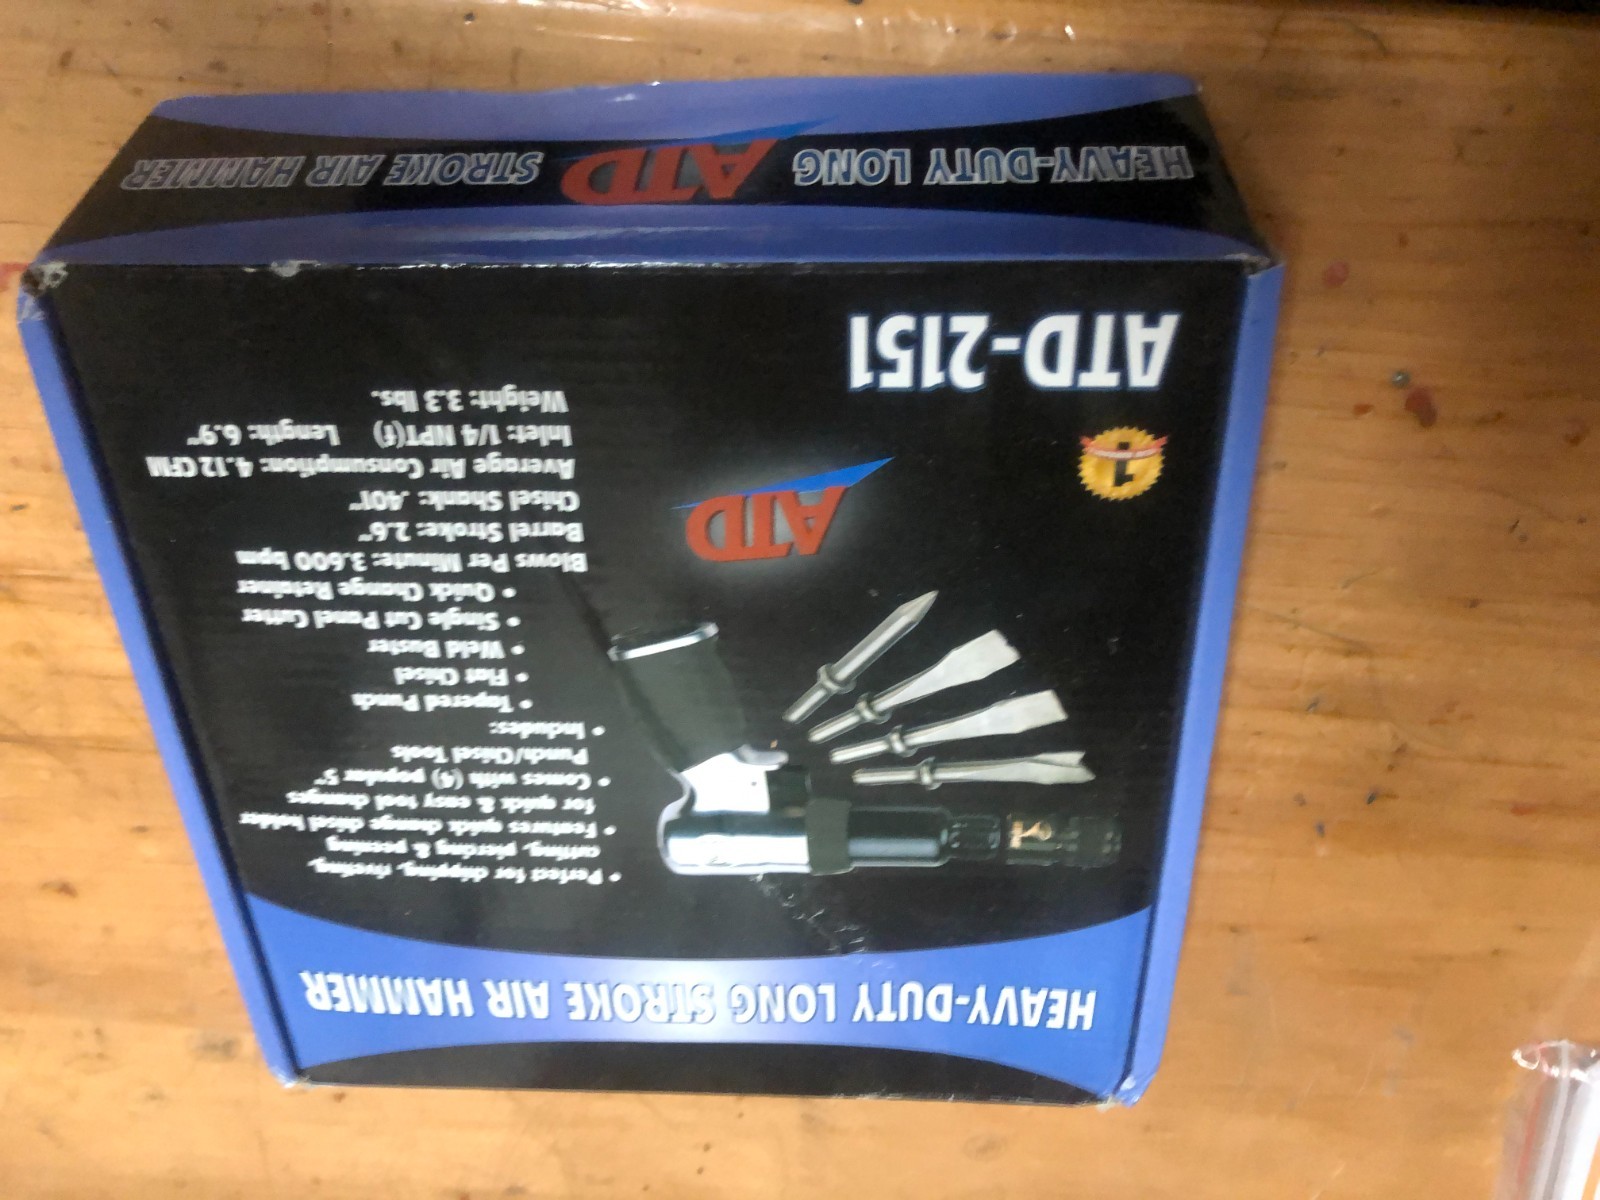 HEAVY-DUTY LONG STROKE AIR HAMMER
• Perfect for chipping, riveting,
cutting, piercing & peening
• Features quick change chisel holder
for quick & easy tool changes
• Comes with (4) popular 5"
Punch/Chisel Tools
• Includes:
• Tapered Punch
• Flat Chisel
• Weld Buster
• Single Cut Panel Cutter
• Quick Change Retainer
Blows Per Minute: 3,600 bpm
Barrel Stroke: 2.6"
Chisel Shank: .401"
Average Air Consumption: 4.12 CFM
Inlet: 1/4 NPT(f) Length: 6.9"
Weight: 3.3 lbs.
ATD
1
ATD-2151
HEAVY-DUTY LONG ATD STROKE AIR HAMMER